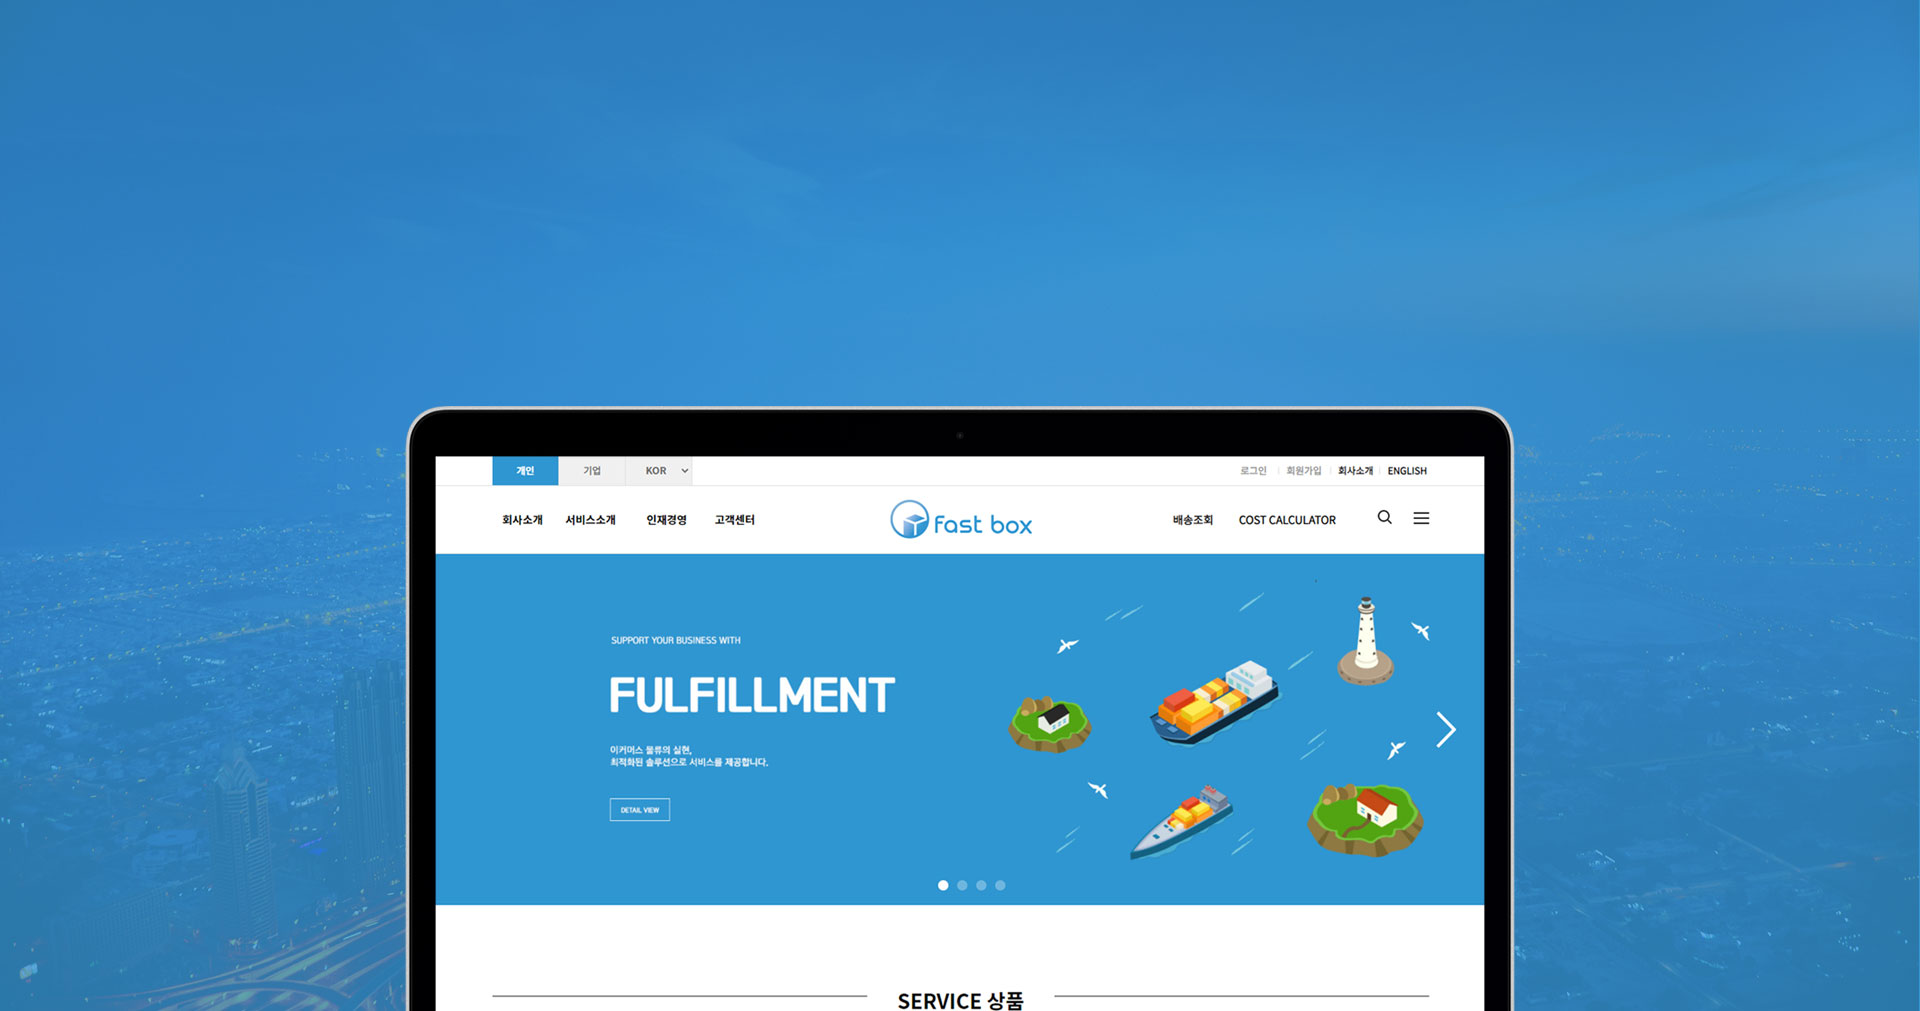 개인 기업 KOR 로그인 회원가입 회사소개 ENGLISH
회사소개 서비스소개 인재경영 고객센터 fast box 배송조회 COST CALCULATOR
SUPPORT YOUR BUSINESS WITH
FULFILLMENT
이커머스 물류의 실현,
최적화된 솔루션으로 서비스를 제공합니다.
DETAIL VIEW
SERVICE 상품